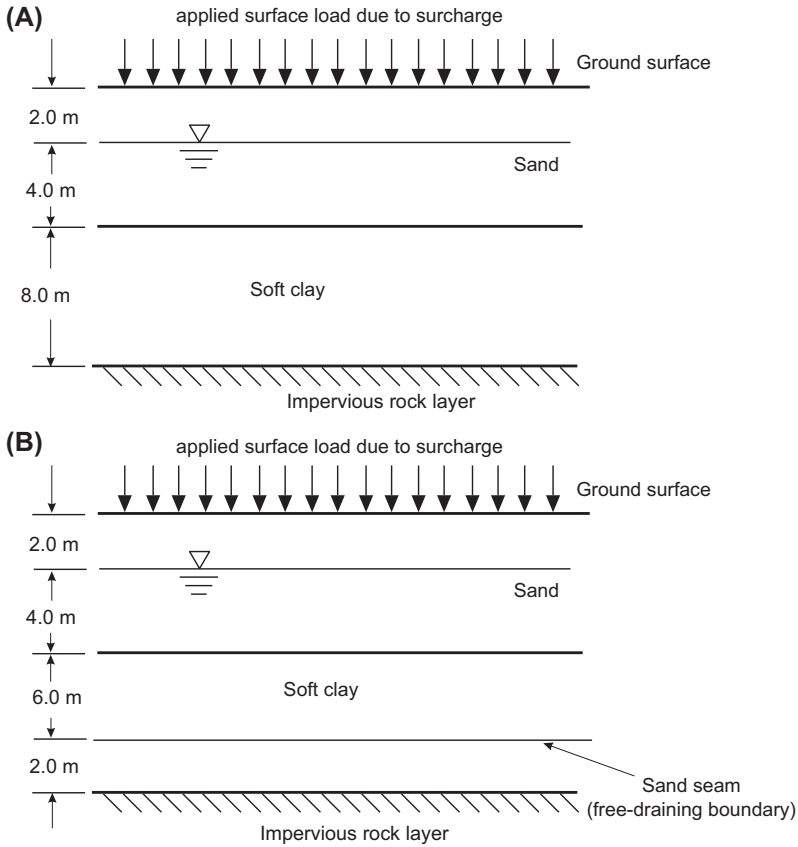 (A)
applied surface load due to surcharge
Ground surface
2.0 m
Sand
4.0 m
Soft clay
8.0 m
Impervious rock layer
(B)
applied surface load due to surcharge
Ground surface
2.0 m
Sand
4.0 m
Soft clay
6.0 m
2.0 m
Sand seam
(free-draining boundary)
Impervious rock layer